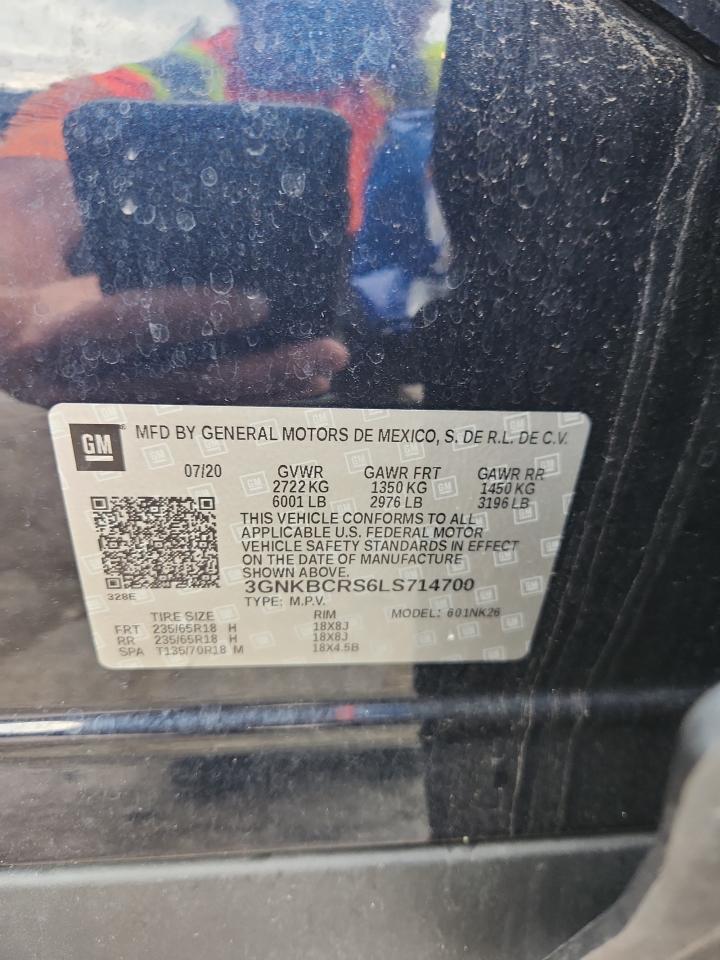 GM® MFD BY GENERAL MOTORS DE MEXICO, S. DE R.L. DE C.V.
07/20 GVWR GAWR FRT GAWR RR
2722 KG 1350 KG 1450 KG
6001 LB 2976 LB 3196 LB
THIS VEHICLE CONFORMS TO ALL
APPLICABLE U.S. FEDERAL MOTOR
VEHICLE SAFETY STANDARDS IN EFFECT
ON THE DATE OF MANUFACTURE
SHOWN ABOVE.
3GNKBCRS6LS714700
328E
TYPE: M.P.V. MODEL: 601NK26
TIRE SIZE RIM
FRT 235/65R18 H 18X8J
RR 235/65R18 H 18X8J
SPA T135/70R18 M 18X4.5B